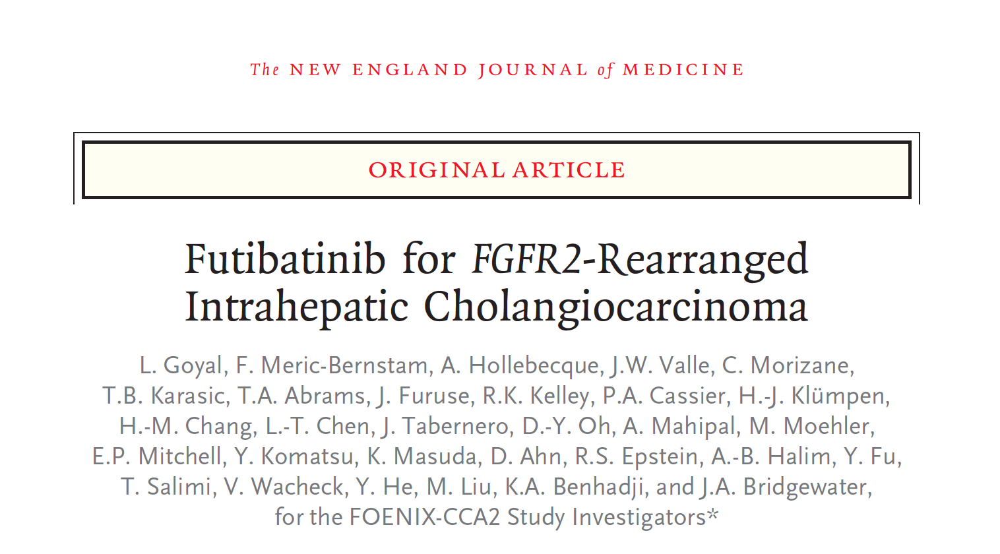 The NEW ENGLAND JOURNAL of MEDICINE
ORIGINAL ARTICLE
Futibatinib for FGFR2-Rearranged
Intrahepatic Cholangiocarcinoma
L. Goyal, F. Meric-Bernstam, A. Hollebecque, J.W. Valle, C. Morizane,
T.B. Karasic, T.A. Abrams, J. Furuse, R.K. Kelley, P.A. Cassier, H.-J. Klümpen,
H.-M. Chang, L.-T. Chen, J. Tabernero, D.-Y. Oh, A. Mahipal, M. Moehler,
E.P. Mitchell, Y. Komatsu, K. Masuda, D. Ahn, R.S. Epstein, A.-B. Halim, Y. Fu,
T. Salimi, V. Wacheck, Y. He, M. Liu, K.A. Benhadji, and J.A. Bridgewater,
for the FOENIX-CCA2 Study Investigators*